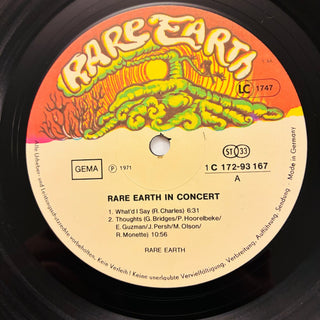 RARE EARTH
LC 1747
GEMA
℗ 1971
ST 33
1C 172-93 167
A
RARE EARTH IN CONCERT
1. What'd I Say (R. Charles) 6:31
2. Thoughts (G. Bridges/P. Hoorelbeke/
E. Guzman/J. Persh/M. Olson/
R. Monette) 10:56
RARE EARTH
Alle Urheber- und Leistungsschutzrechte vorbehalten. Kein Verleih! Keine unerlaubte Vervielfältigung, Vermietung, Aufführung, Sendung
Made in Germany